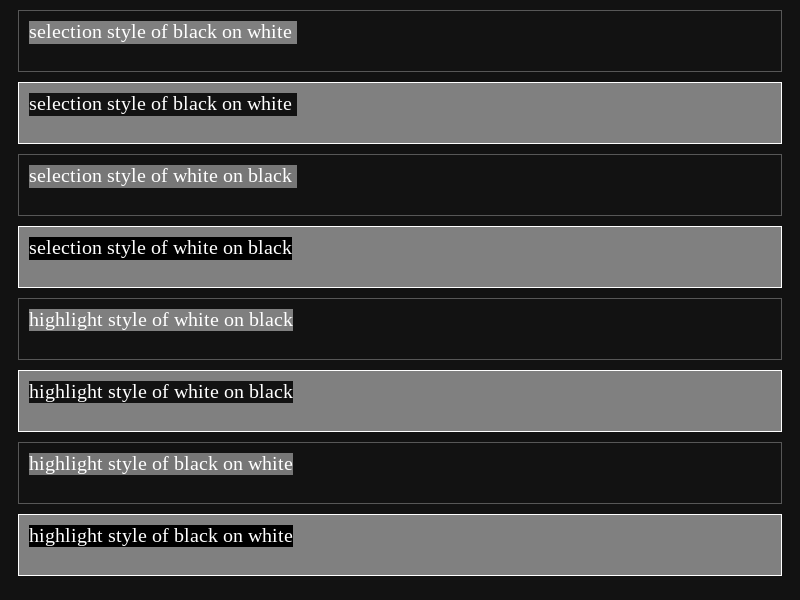 selection style of black on white
selection style of black on white
selection style of white on black
selection style of white on black
highlight style of white on black
highlight style of white on black
highlight style of black on white
highlight style of black on white